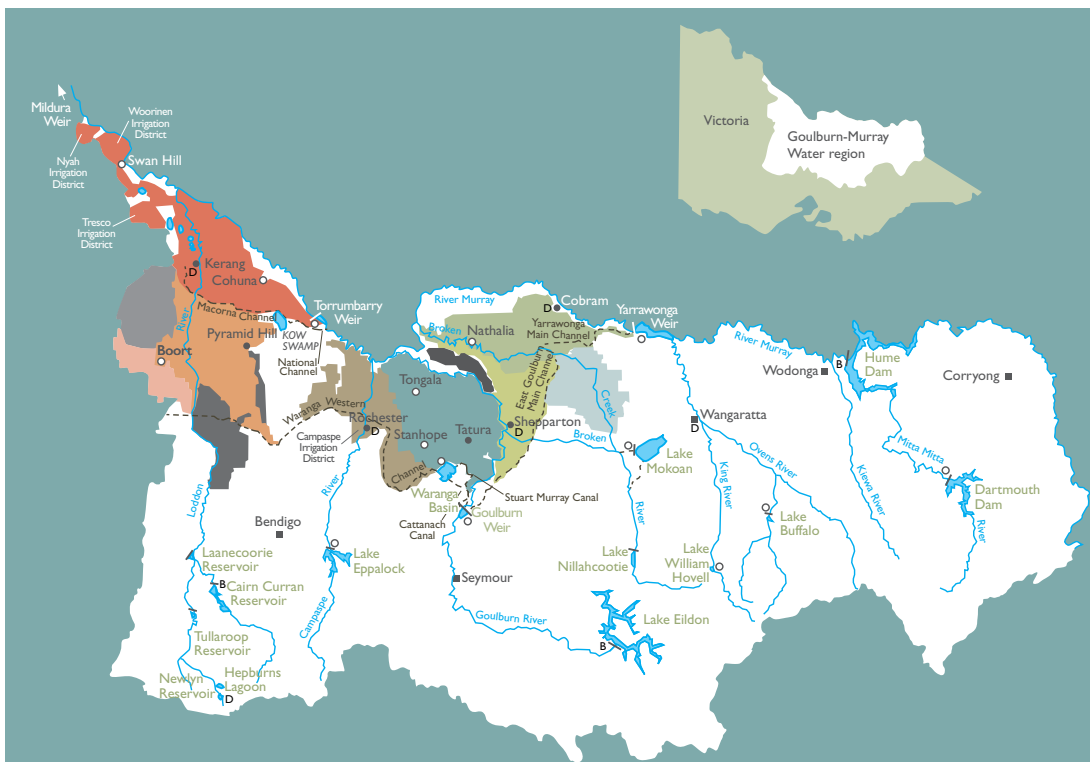 Mildura
Weir
Woorinen
Irrigation
District
Nyah
Irrigation
District
Swan Hill
Tresco
Irrigation
District
Victoria
Goulburn-Murray
Water region
D
Kerang
Cohuna
Macorna Channel
River
Torrumbarry
Weir
KOW
SWAMP
National
Channel
Pyramid Hill
Boort
River Murray
Broken
Nathalia
D
Cobram
Yarrawonga
Main Channel
Yarrawonga
Weir
River Murray
Wodonga
B
Hume
Dam
Corryong
Tongala
East Goulburn
Main Channel
Creek
Waranga Western
Channel
Rochester
D
Campaspe
Irrigation
District
Stanhope
Tatura
Shepparton
D
Broken
Wangaratta
D
Lake
Mokoan
Ovens River
King River
Kiewa River
Mitta Mitta
River
Dartmouth
Dam
Waranga
Basin
Stuart Murray Canal
Cattanach
Canal
Goulburn
Weir
River
Loddon
River
Campaspe
Bendigo
Lake
Eppalock
Laanecoorie
Reservoir
B
Cairn Curran
Reservoir
Tullaroop
Reservoir
Newlyn
Reservoir
Hepburns
Lagoon
D
Seymour
Goulburn River
Lake
Nillahcootie
Lake
William
Hovell
Lake
Buffalo
Lake Eildon
B